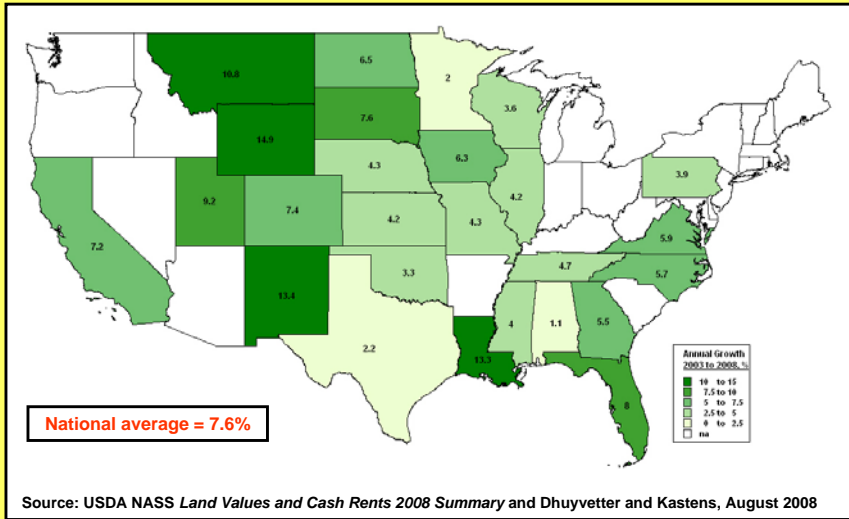 10.8
6.5
2
3.6
7.6
14.9
4.3
6.3
3.9
9.2
7.4
4.2
4.3
4.2
7.2
5.9
4.7
5.7
3.3
13.4
4
1.1
5.5
2.2
13.3
8
Annual Growth
2003 to 2008, %
10 to 15
7.5 to 10
5 to 7.5
2.5 to 5
0 to 2.5
na
National average = 7.6%
Source: USDA NASS Land Values and Cash Rents 2008 Summary and Dhuyvetter and Kastens, August 2008